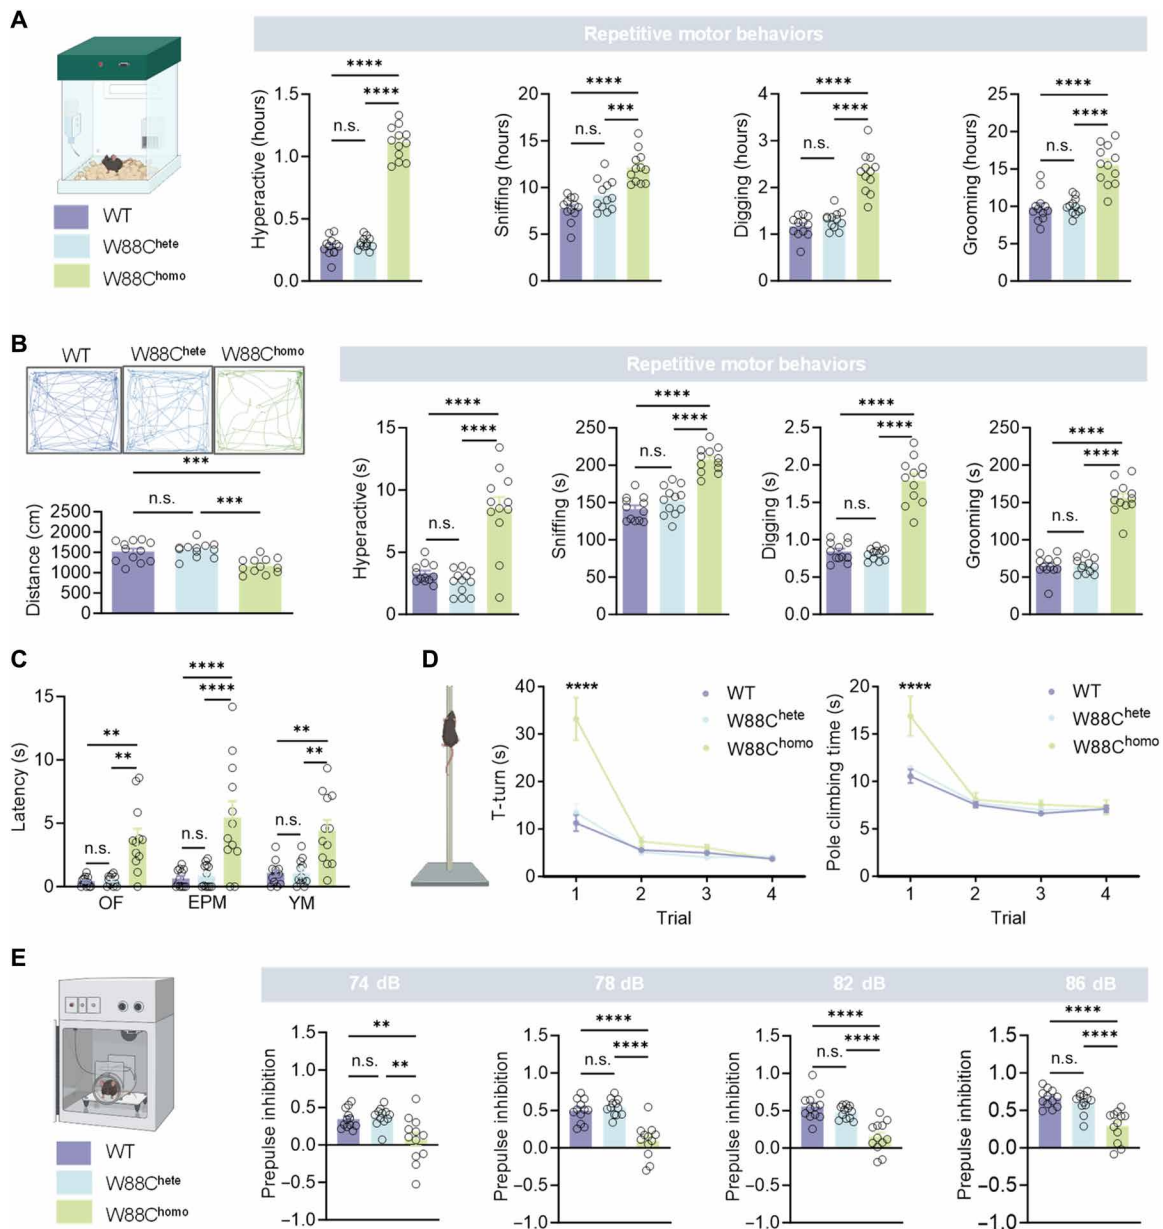 A
Repetitive motor behaviors
WT
W88Chete
W88Chomo
Hyperactive (hours)
1.5
1.0
0.5
0.0
n.s.
****
****
Sniffing (hours)
20
15
10
5
0
n.s.
***
****
Digging (hours)
4
3
2
1
0
n.s.
****
****
Grooming (hours)
25
20
15
10
5
0
n.s.
****
****
B
WT
W88Chete
W88Chomo
***
n.s.
***
Distance (cm)
2500
2000
1500
1000
500
0
Repetitive motor behaviors
Hyperactive (s)
15
10
5
0
n.s.
****
****
Sniffing (s)
250
200
150
100
50
0
n.s.
****
****
Digging (s)
2.5
2.0
1.5
1.0
0.5
0.0
n.s.
****
****
Grooming (s)
250
200
150
100
50
0
n.s.
****
****
C
Latency (s)
15
10
5
0
**
**
n.s.
****
****
n.s.
**
**
n.s.
OF
EPM
YM
D
T-turn (s)
40
30
20
10
0
****
WT
W88Chete
W88Chomo
1
2
3
4
Trial
Pole climbing time (s)
20
15
10
5
0
****
WT
W88Chete
W88Chomo
1
2
3
4
Trial
E
WT
W88Chete
W88Chomo
74 dB
Prepulse inhibition
1.5
1.0
0.5
0.0
−0.5
−1.0
**
n.s.
**
78 dB
Prepulse inhibition
1.5
1.0
0.5
0.0
−0.5
−1.0
****
n.s.
****
82 dB
Prepulse inhibition
1.5
1.0
0.5
0.0
−0.5
−1.0
****
n.s.
****
86 dB
Prepulse inhibition
1.5
1.0
0.5
0.0
−0.5
−1.0
****
n.s.
****